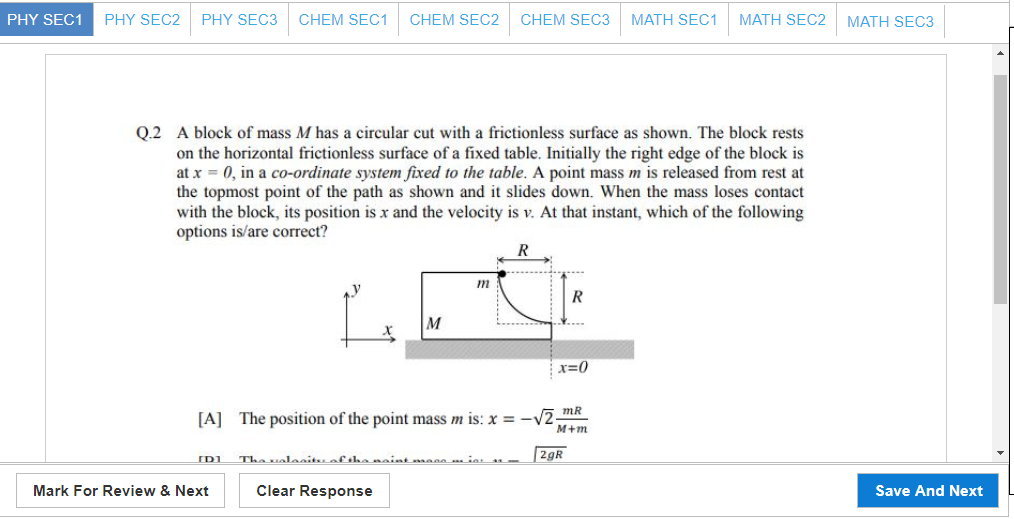 PHY SEC1 PHY SEC2 PHY SEC3 CHEM SEC1 CHEM SEC2 CHEM SEC3 MATH SEC1 MATH SEC2 MATH SEC3
Q.2 A block of mass M has a circular cut with a frictionless surface as shown. The block rests
on the horizontal frictionless surface of a fixed table. Initially the right edge of the block is
at x = 0, in a co-ordinate system fixed to the table. A point mass m is released from rest at
the topmost point of the path as shown and it slides down. When the mass loses contact
with the block, its position is x and the velocity is v. At that instant, which of the following
options is/are correct?
R
y m R
x M
x=0
[A] The position of the point mass m is: x = −√2 mR/M+m
√2gR
Mark For Review & Next Clear Response Save And Next